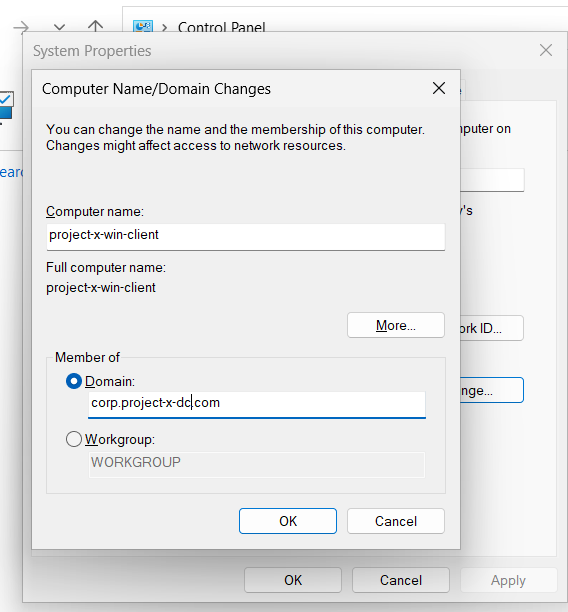 Control Panel
System Properties
Computer Name/Domain Changes
You can change the name and the membership of this computer.
Changes might affect access to network resources.
Computer name:
project-x-win-client
Full computer name:
project-x-win-client
More...
Member of
Domain:
corp.project-x-dc.com
Workgroup:
WORKGROUP
OK
Cancel
puter on
y's
ork ID...
nge...
OK
Cancel
Apply